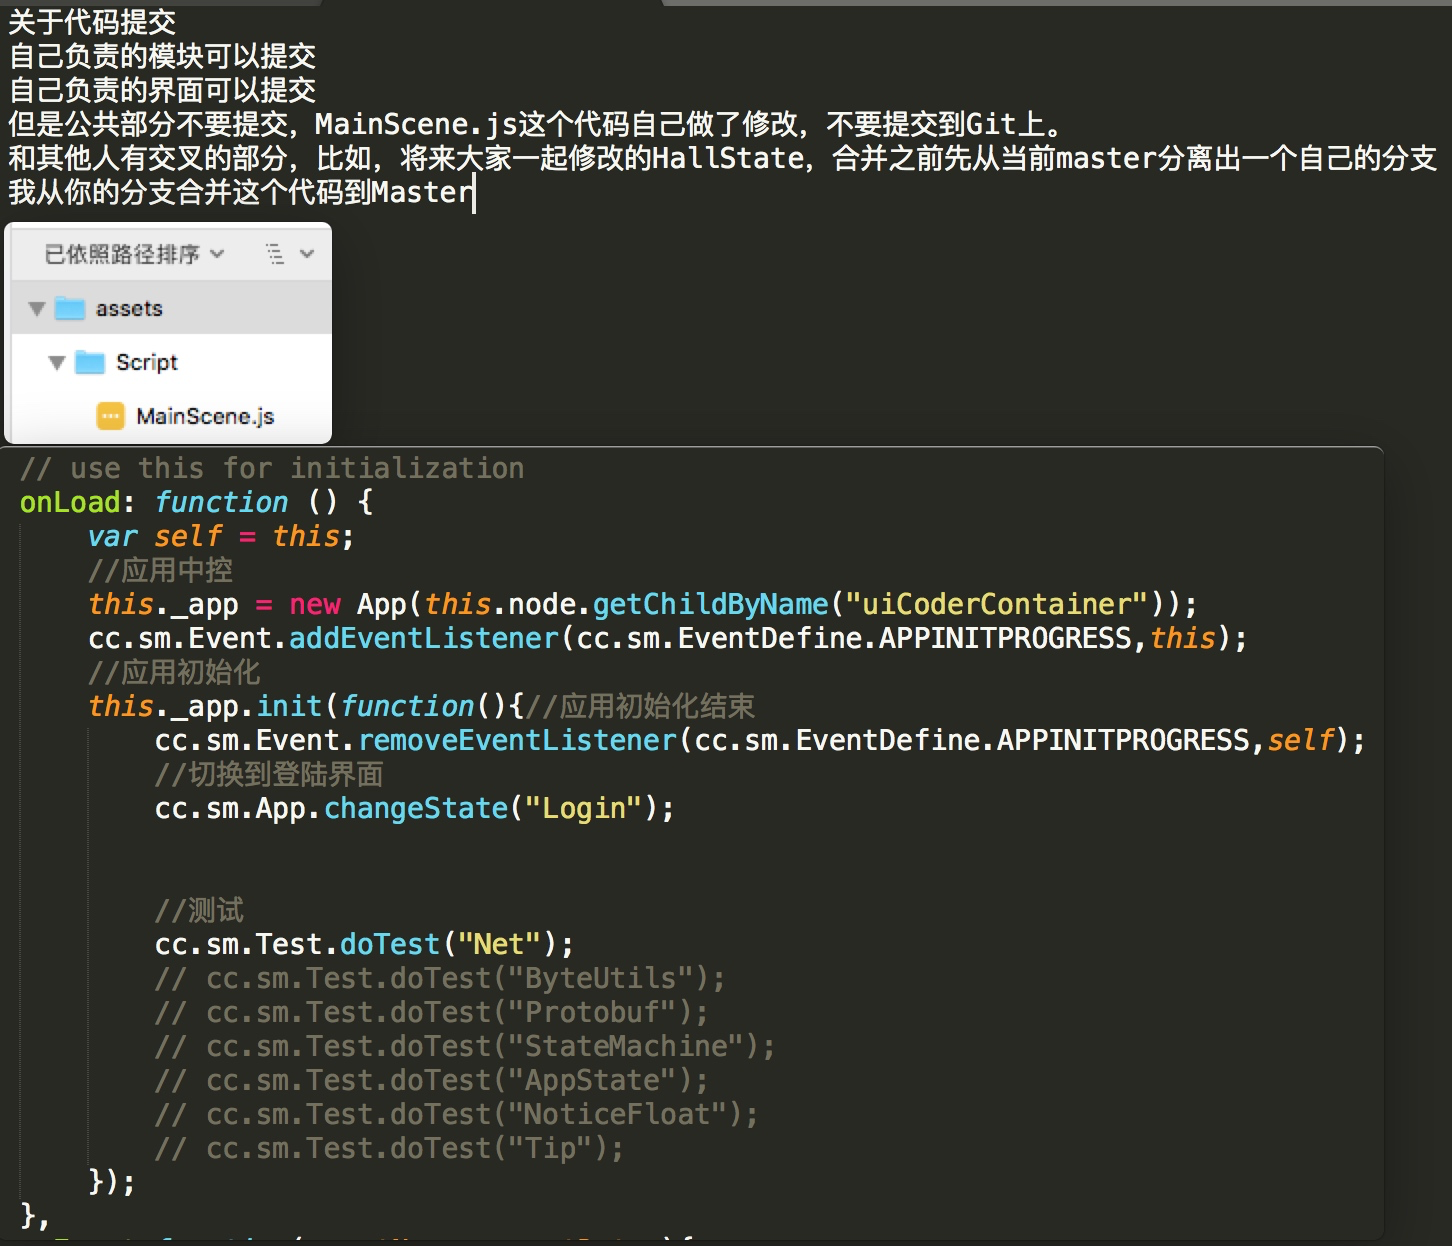 关于代码提交
自己负责的模块可以提交
自己负责的界面可以提交
但是公共部分不要提交，MainScene.js这个代码自己做了修改，不要提交到Git上。
和其他人有交叉的部分，比如，将来大家一起修改的HallState，合并之前先从当前master分离出一个自己的分支
我从你的分支合并这个代码到Master
已依照路径排序
assets
Script
MainScene.js
// use this for initialization
onLoad: function () {
var self = this;
//应用中控
this._app = new App(this.node.getChildByName("uiCoderContainer"));
cc.sm.Event.addEventListener(cc.sm.EventDefine.APPINITPROGRESS,this);
//应用初始化
this._app.init(function(){//应用初始化结束
cc.sm.Event.removeEventListener(cc.sm.EventDefine.APPINITPROGRESS,self);
//切换到登陆界面
cc.sm.App.changeState("Login");
//测试
cc.sm.Test.doTest("Net");
// cc.sm.Test.doTest("ByteUtils");
// cc.sm.Test.doTest("Protobuf");
// cc.sm.Test.doTest("StateMachine");
// cc.sm.Test.doTest("AppState");
// cc.sm.Test.doTest("NoticeFloat");
// cc.sm.Test.doTest("Tip");
});
},